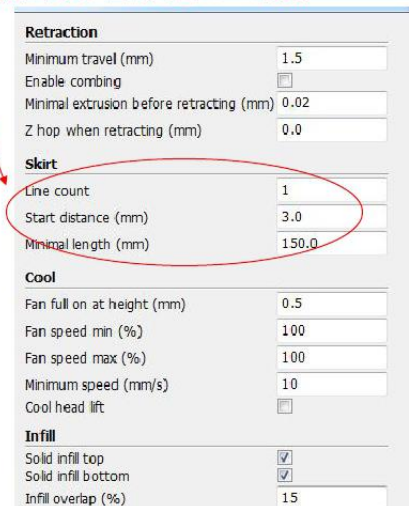 Retraction
Minimum travel (mm) 1.5
Enable combing
Minimal extrusion before retracting (mm) 0.02
Z hop when retracting (mm) 0.0
Skirt
Line count 1
Start distance (mm) 3.0
Minimal length (mm) 150.0
Cool
Fan full on at height (mm) 0.5
Fan speed min (%) 100
Fan speed max (%) 100
Minimum speed (mm/s) 10
Cool head lift
Infill
Solid infill top
Solid infill bottom
Infill overlap (%) 15